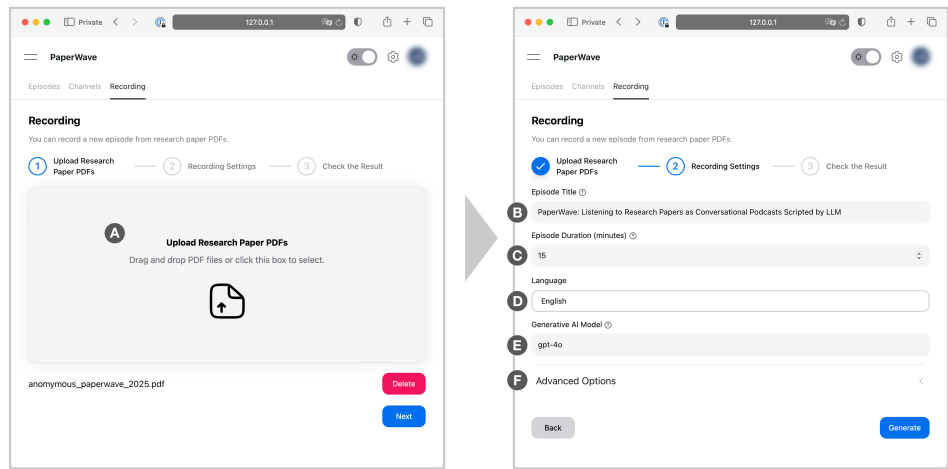 Private
127.0.0.1
PaperWave
Episodes Channels Recording
Recording
You can record a new episode from research paper PDFs.
1 Upload Research Paper PDFs
2 Recording Settings
3 Check the Result
A
Upload Research Paper PDFs
Drag and drop PDF files or click this box to select.
anomymous_paperwave_2025.pdf
Delete
Next
Private
127.0.0.1
PaperWave
Episodes Channels Recording
Recording
You can record a new episode from research paper PDFs.
Upload Research Paper PDFs
2 Recording Settings
3 Check the Result
Episode Title
B PaperWave: Listening to Research Papers as Conversational Podcasts Scripted by LLM
Episode Duration (minutes)
C 15
Language
D English
Generative AI Model
E gpt-4o
F Advanced Options
Back
Generate